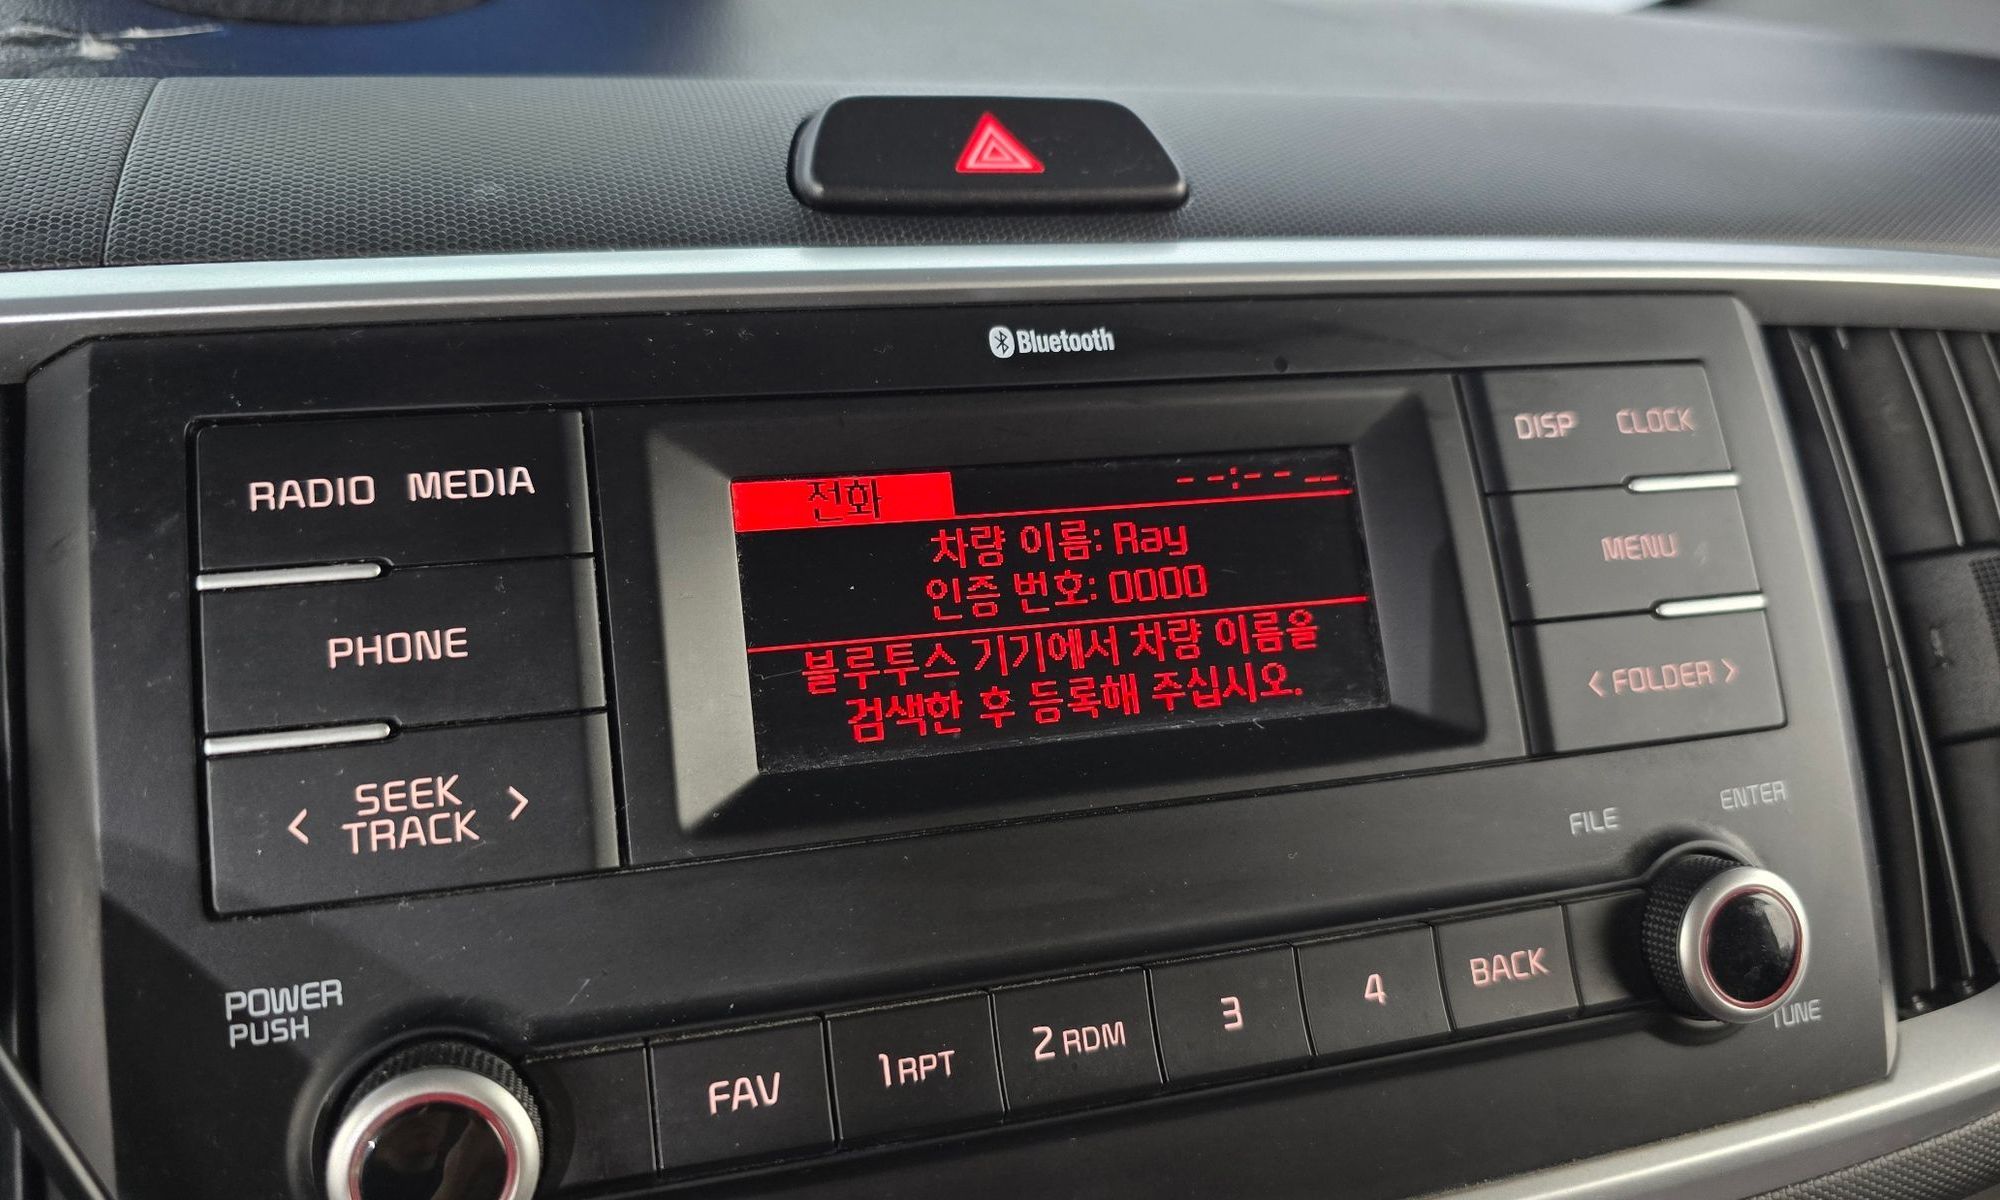 Bluetooth
RADIO MEDIA
PHONE
< SEEK TRACK >
전화 --:-- --
차량 이름: Ray
인증 번호: 0000
블루투스 기기에서 차량 이름을
검색한 후 등록해 주십시오.
DISP CLOCK
MENU
< FOLDER >
FILE
ENTER
TUNE
POWER
PUSH
FAV
1 RPT
2 RDM
3
4
BACK